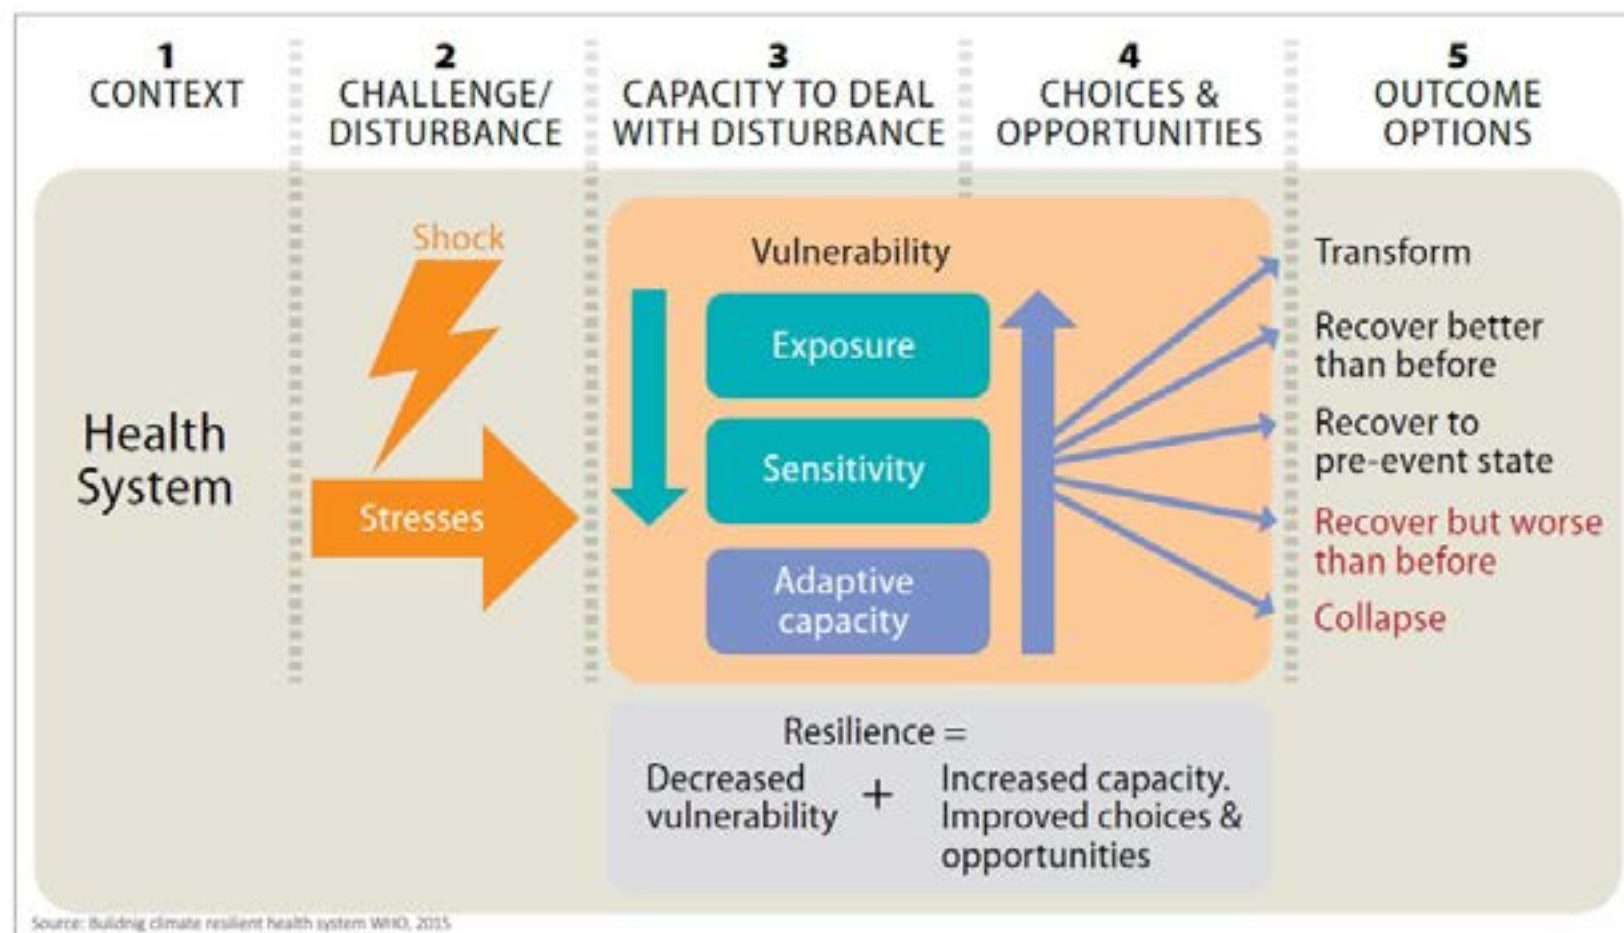 1
CONTEXT
2
CHALLENGE/
DISTURBANCE
3
CAPACITY TO DEAL
WITH DISTURBANCE
4
CHOICES &
OPPORTUNITIES
5
OUTCOME
OPTIONS
Health
System
Shock
Stresses
Vulnerability
Exposure
Sensitivity
Adaptive
capacity
Transform
Recover better
than before
Recover to
pre-event state
Recover but worse
than before
Collapse
Resilience =
Decreased
vulnerability
+
Increased capacity.
Improved choices &
opportunities
Source: Buildnig climate resilient health system WHO, 2015